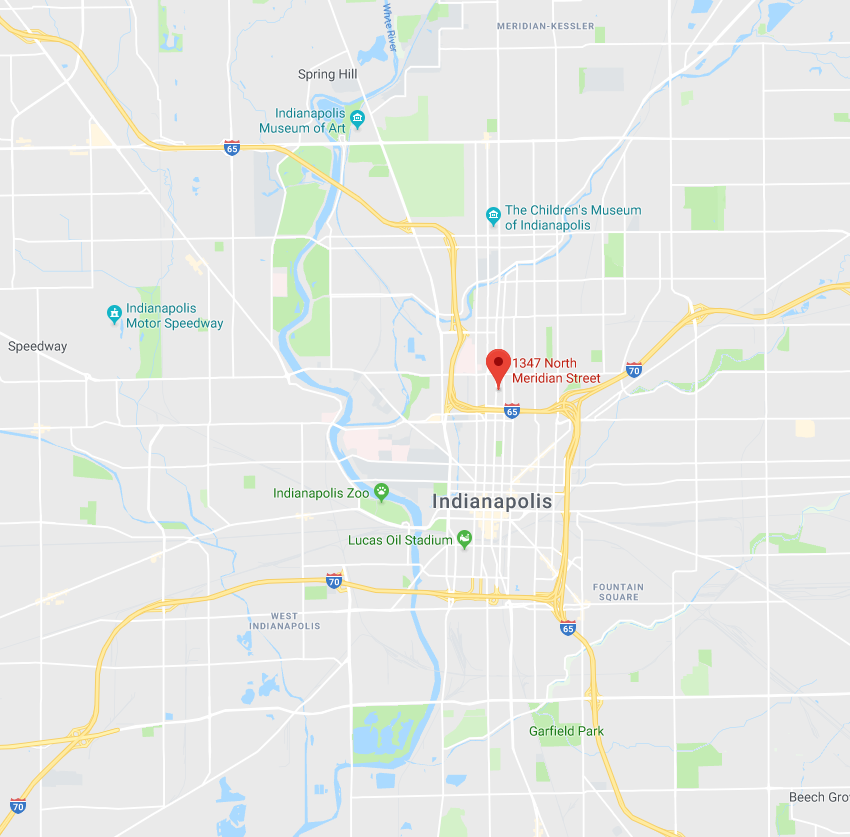 White River
MERIDIAN-KESSLER
Spring Hill
Indianapolis
Museum of Art
65
The Children's Museum
of Indianapolis
Indianapolis
Motor Speedway
Speedway
1347 North
Meridian Street
70
65
Indianapolis Zoo
Indianapolis
Lucas Oil Stadium
70
FOUNTAIN
SQUARE
WEST
INDIANAPOLIS
65
Garfield Park
70
Beech Gro